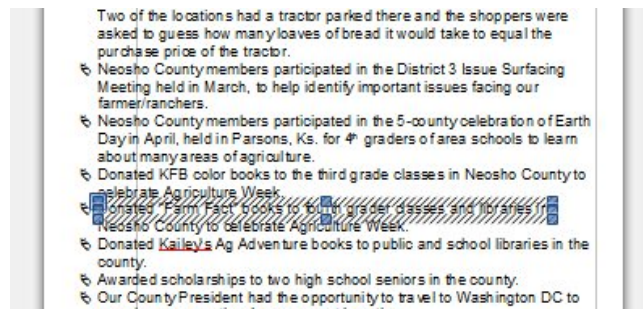 Two of the locations had a tractor parked there and the shoppers were
asked to guess how many loaves of bread it would take to equal the
purchase price of the tractor.
Neosho County members participated in the District 3 Issue Surfacing
Meeting held in March, to help identify important issues facing our
farmer/ranchers.
Neosho County members participated in the 5-county celebration of Earth
Day in April, held in Parsons, Ks. for 4th graders of area schools to learn
about many areas of agriculture.
Donated KFB color books to the third grade classes in Neosho County to
celebrate Agriculture Week.
Donated "Farm Fact" books to fourth grader classes and libraries in
Neosho County to celebrate Agriculture Week.
Donated Kailey's Ag Adventure books to public and school libraries in the
county.
Awarded scholarships to two high school seniors in the county.
Our County President had the opportunity to travel to Washington DC to